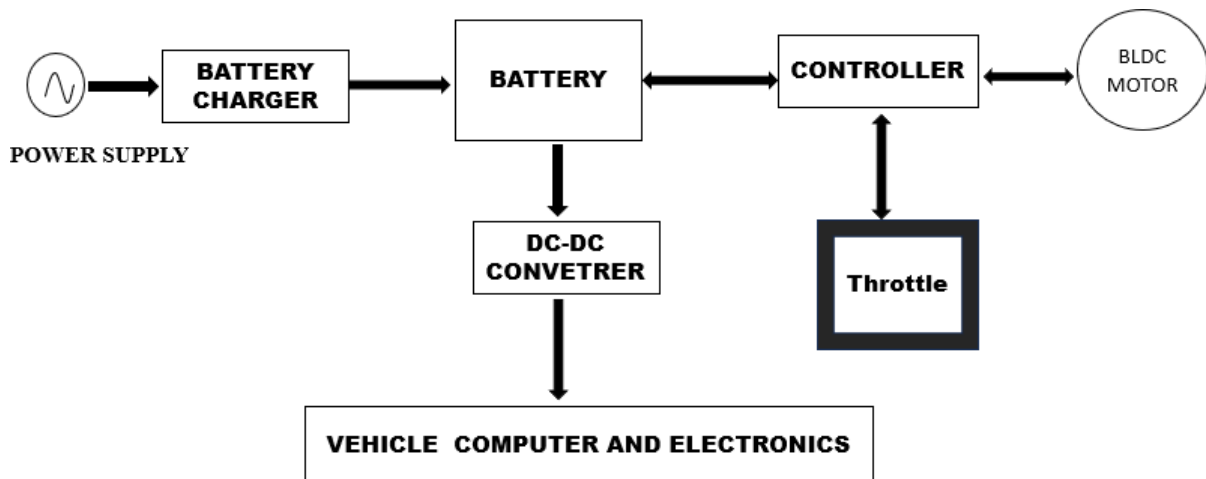 BATTERY
CHARGER
BATTERY
CONTROLLER
BLDC
MOTOR
POWER SUPPLY
DC-DC
CONVETRER
Throttle
VEHICLE COMPUTER AND ELECTRONICS